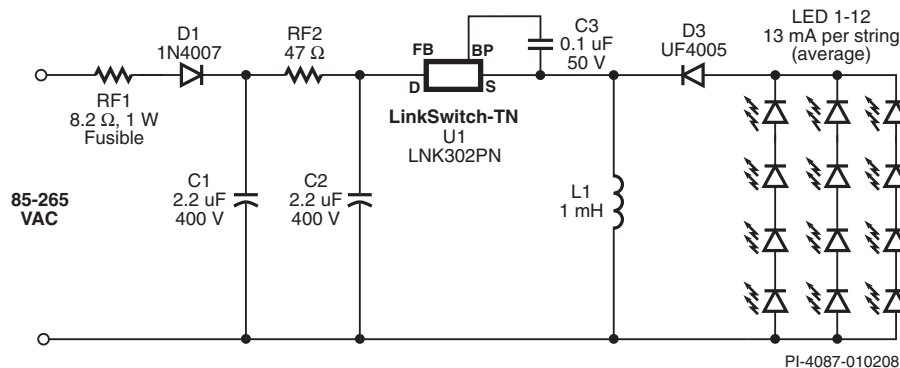 D1
1N4007
RF2
47 Ω
FB
BP
C3
0.1 uF
50 V
D3
UF4005
LED 1-12
13 mA per string
(average)
RF1
8.2 Ω, 1 W
Fusible
D
S
LinkSwitch-TN
U1
LNK302PN
85-265
VAC
C1
2.2 uF
400 V
C2
2.2 uF
400 V
L1
1 mH
PI-4087-010208